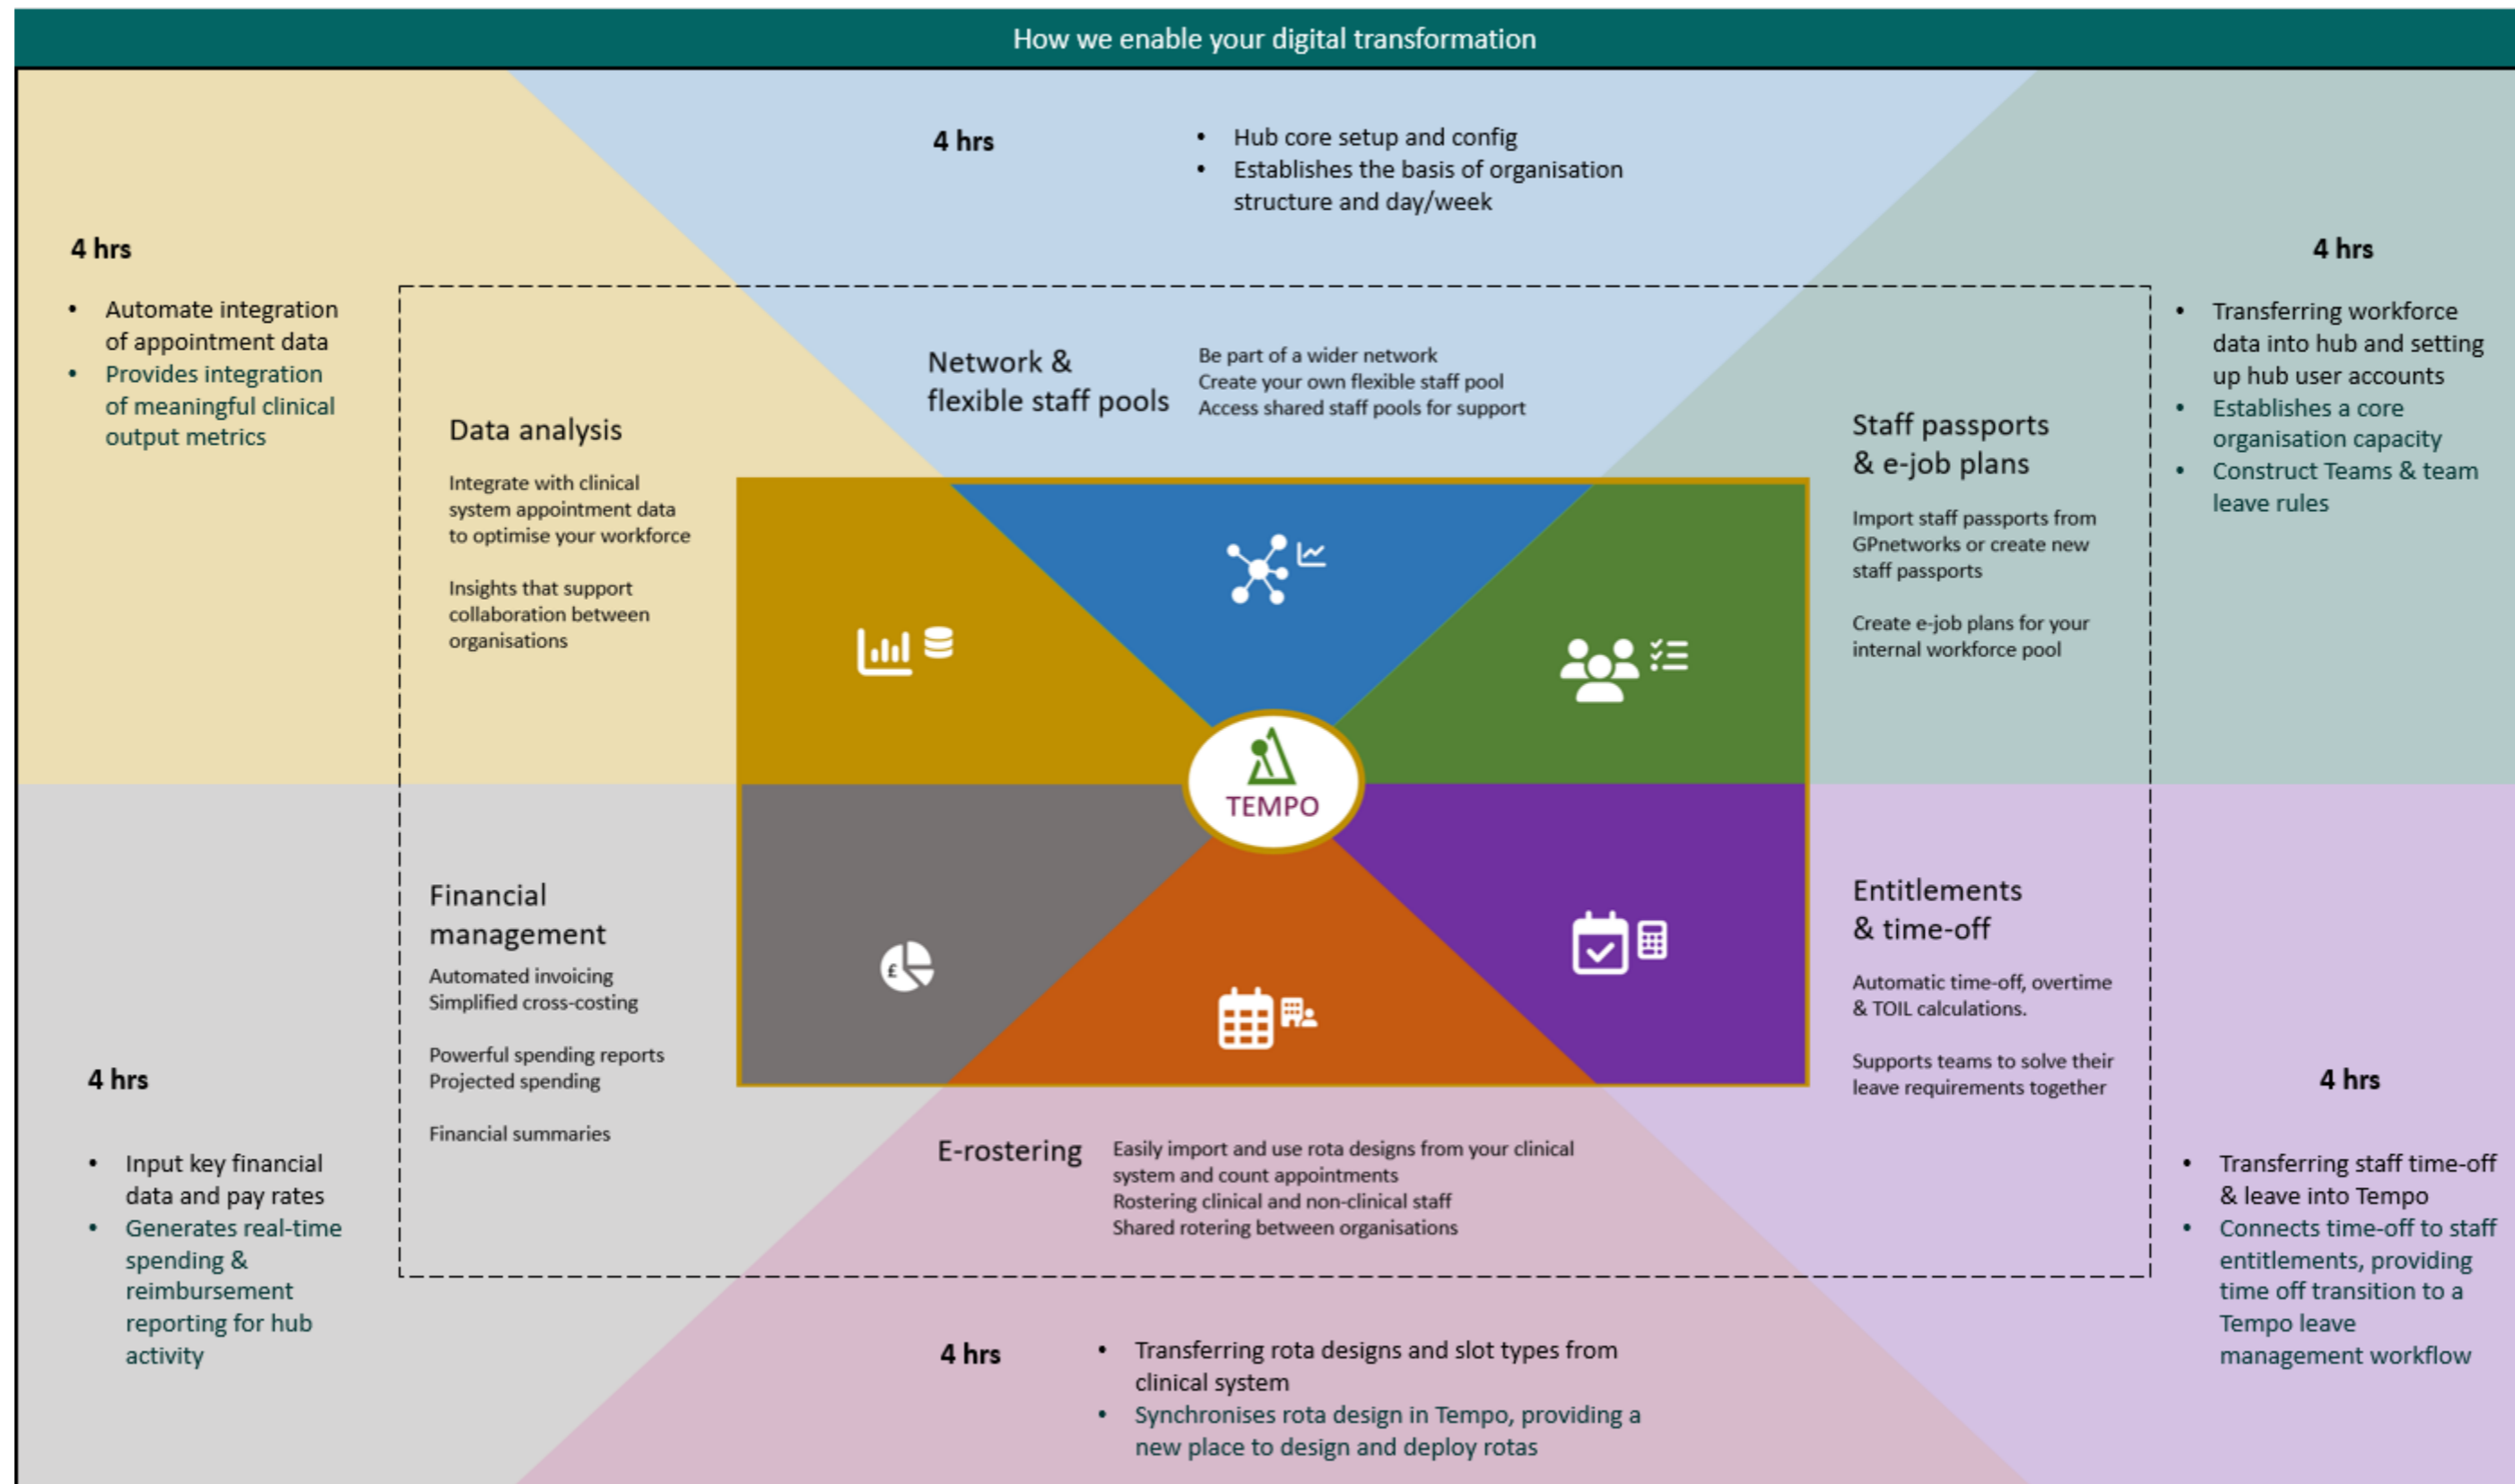 How we enable your digital transformation
4 hrs
• Hub core setup and config
• Establishes the basis of organisation
structure and day/week
4 hrs
• Automate integration
of appointment data
• Provides integration
of meaningful clinical
output metrics
4 hrs
• Transferring workforce
data into hub and setting
up hub user accounts
• Establishes a core
organisation capacity
• Construct Teams & team
leave rules
Network &
flexible staff pools
Be part of a wider network
Create your own flexible staff pool
Access shared staff pools for support
Data analysis
Integrate with clinical
system appointment data
to optimise your workforce
Insights that support
collaboration between
organisations
Staff passports
& e-job plans
Import staff passports from
GPnetworks or create new
staff passports
Create e-job plans for your
internal workforce pool
TEMPO
£
Financial
management
Automated invoicing
Simplified cross-costing
Powerful spending reports
Projected spending
Financial summaries
Entitlements
& time-off
Automatic time-off, overtime
& TOIL calculations.
Supports teams to solve their
leave requirements together
E-rostering
Easily import and use rota designs from your clinical
system and count appointments
Rostering clinical and non-clinical staff
Shared rotering between organisations
4 hrs
• Input key financial
data and pay rates
• Generates real-time
spending &
reimbursement
reporting for hub
activity
4 hrs
• Transferring staff time-off
& leave into Tempo
• Connects time-off to staff
entitlements, providing
time off transition to a
Tempo leave
management workflow
4 hrs
• Transferring rota designs and slot types from
clinical system
• Synchronises rota design in Tempo, providing a
new place to design and deploy rotas